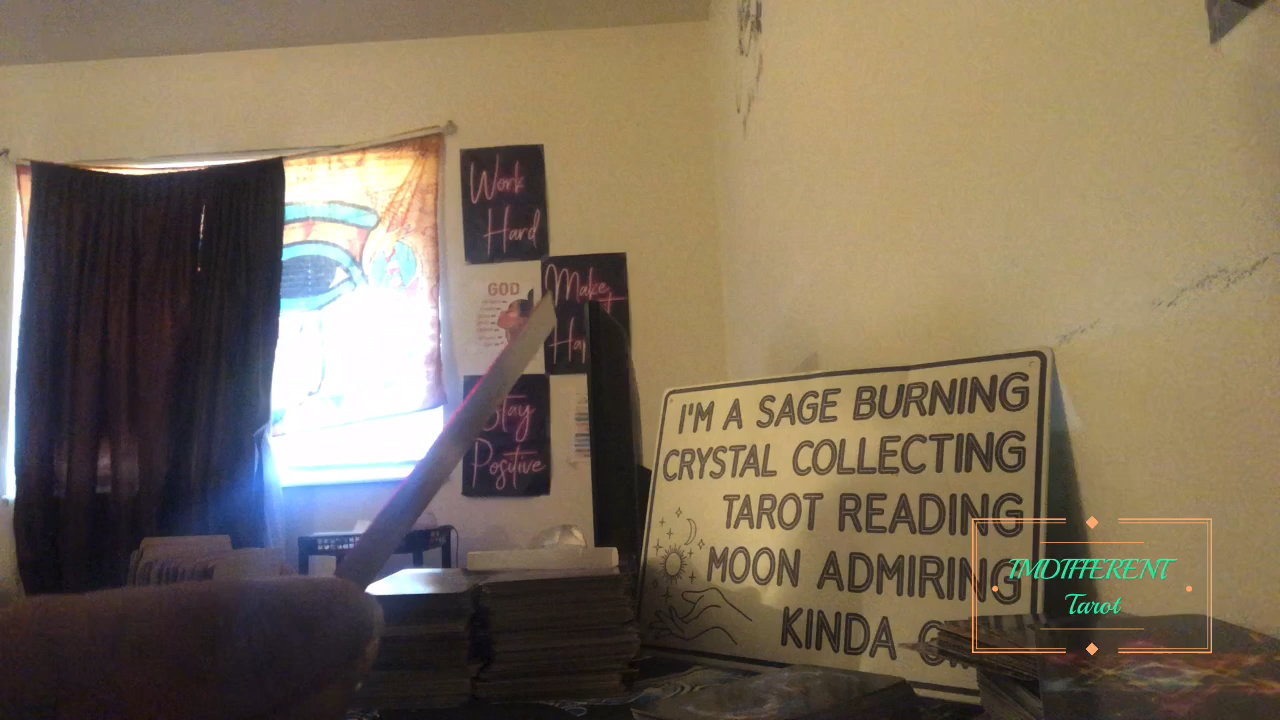 Work
Hard
GOD
Make
Stay
Positive
I'M A SAGE BURNING
CRYSTAL COLLECTING
TAROT READING
MOON ADMIRING
KINDA
IMDIFFERENT
Tarot